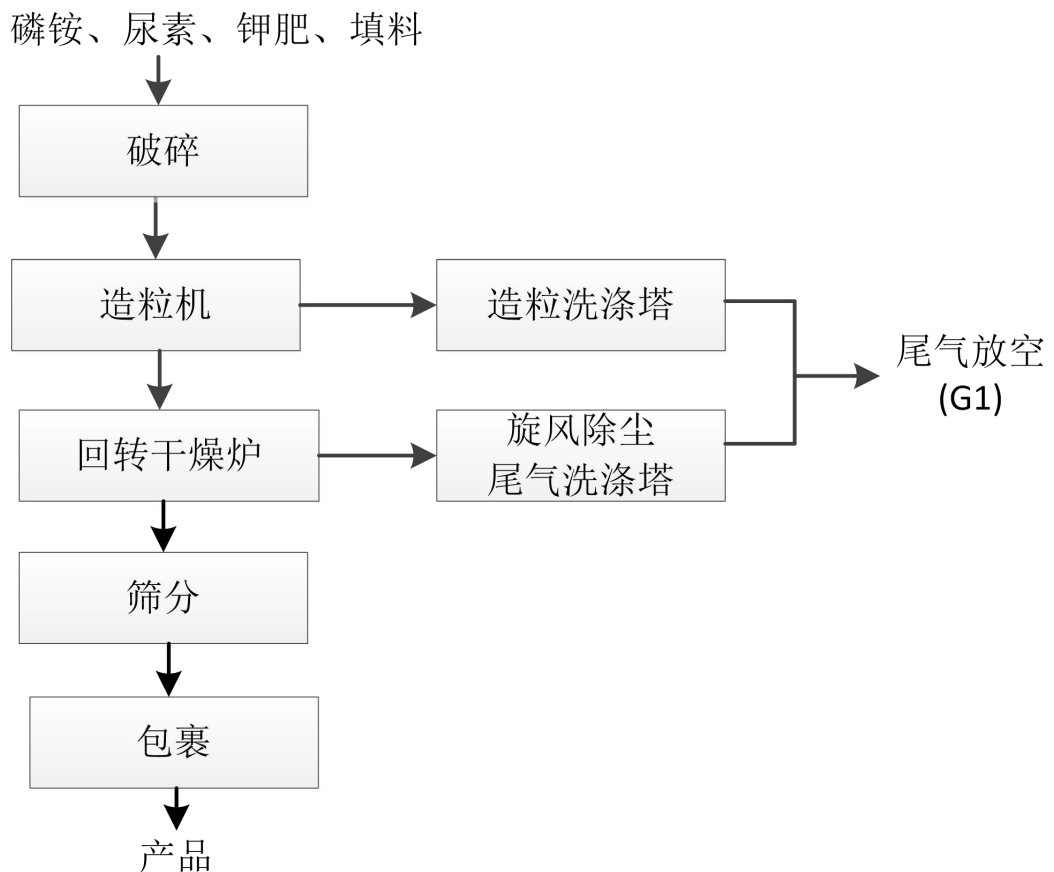 磷铵、尿素、钾肥、填料
破碎
造粒机
造粒洗涤塔
尾气放空
(G1)
回转干燥炉
旋风除尘
尾气洗涤塔
筛分
包裹
产品